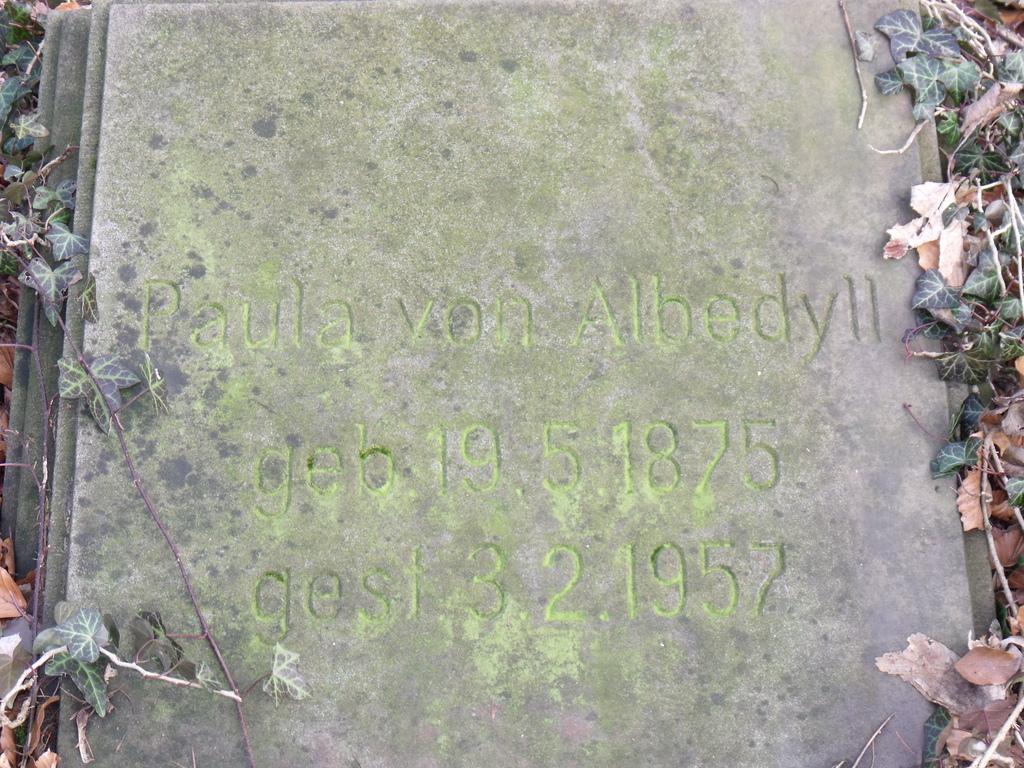 Paula von Albedyll
geb. 19. 5. 1875
gest. 3. 2. 1957